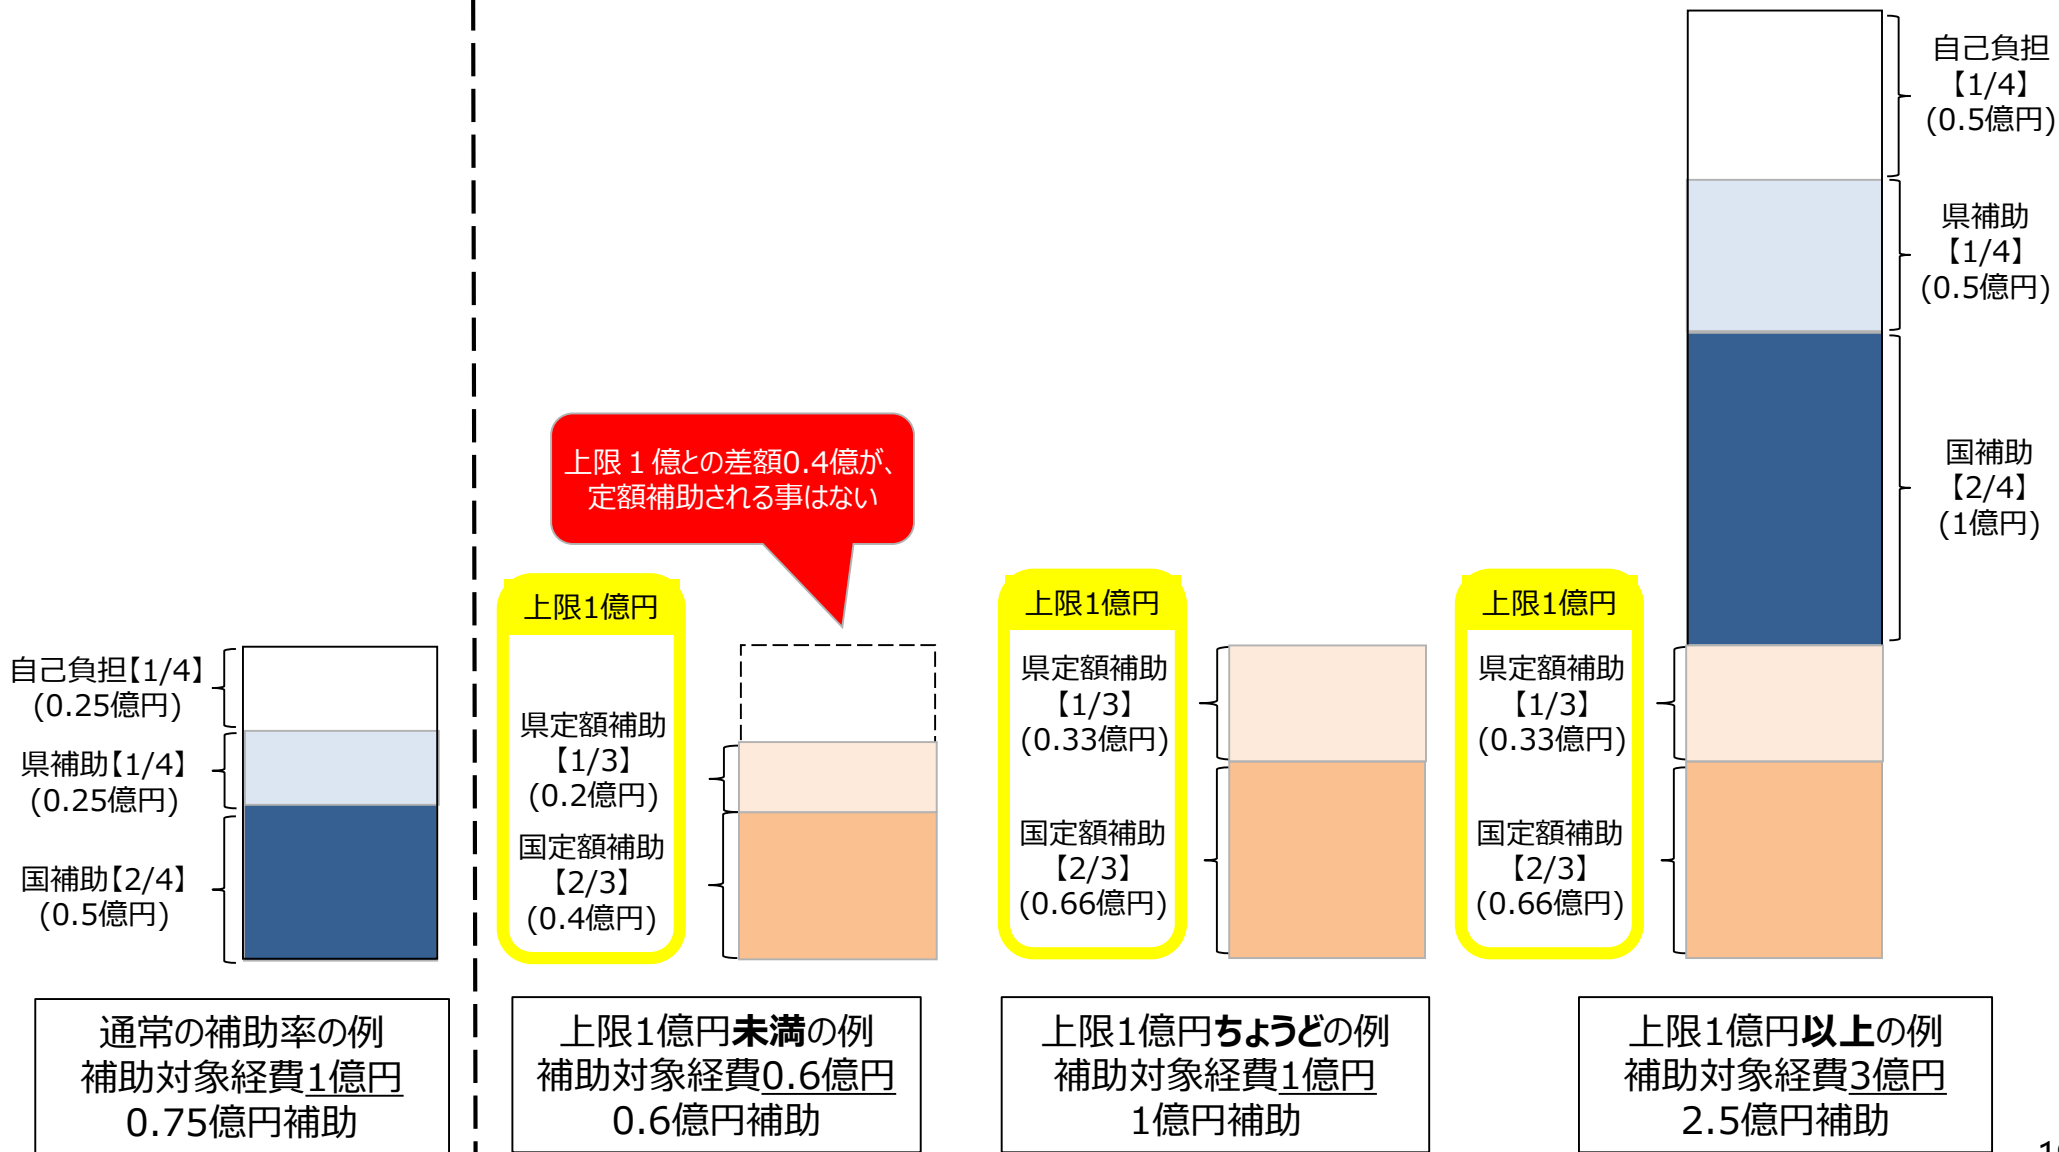 自己負担【1/4】
(0.25億円)
県補助【1/4】
(0.25億円)
国補助【2/4】
(0.5億円)
通常の補助率の例
補助対象経費1億円
0.75億円補助
上限１億との差額0.4億が、
定額補助される事はない
上限1億円
県定額補助
【1/3】
(0.2億円)
国定額補助
【2/3】
(0.4億円)
上限1億円未満の例
補助対象経費0.6億円
0.6億円補助
上限1億円
県定額補助
【1/3】
(0.33億円)
国定額補助
【2/3】
(0.66億円)
上限1億円ちょうどの例
補助対象経費1億円
1億円補助
自己負担
【1/4】
(0.5億円)
県補助
【1/4】
(0.5億円)
国補助
【2/4】
(1億円)
上限1億円
県定額補助
【1/3】
(0.33億円)
国定額補助
【2/3】
(0.66億円)
上限1億円以上の例
補助対象経費3億円
2.5億円補助